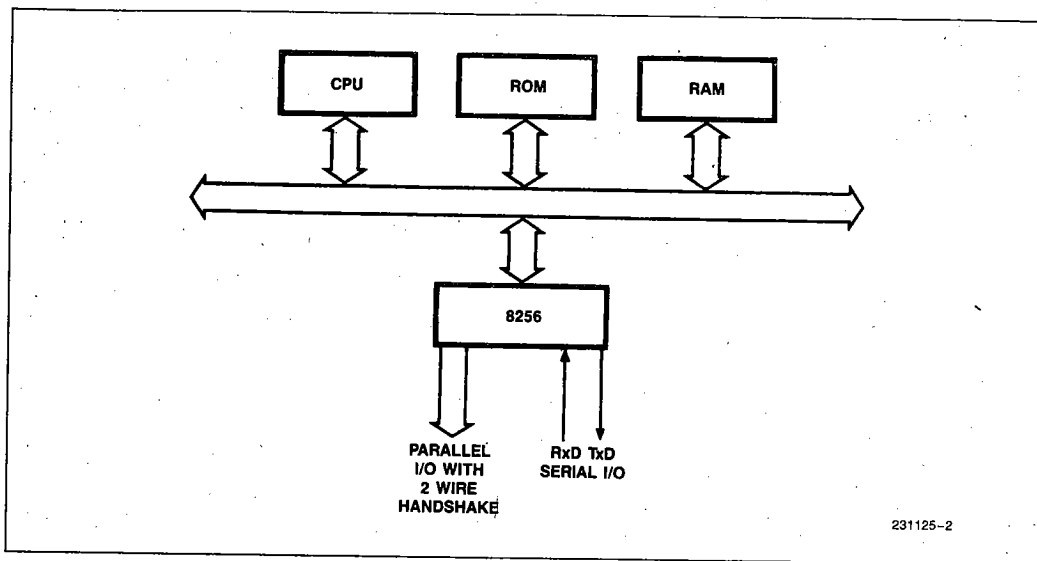 CPU
ROM
RAM
8256
PARALLEL
I/O WITH
2 WIRE
HANDSHAKE
RxD TxD
SERIAL I/O
231125-2